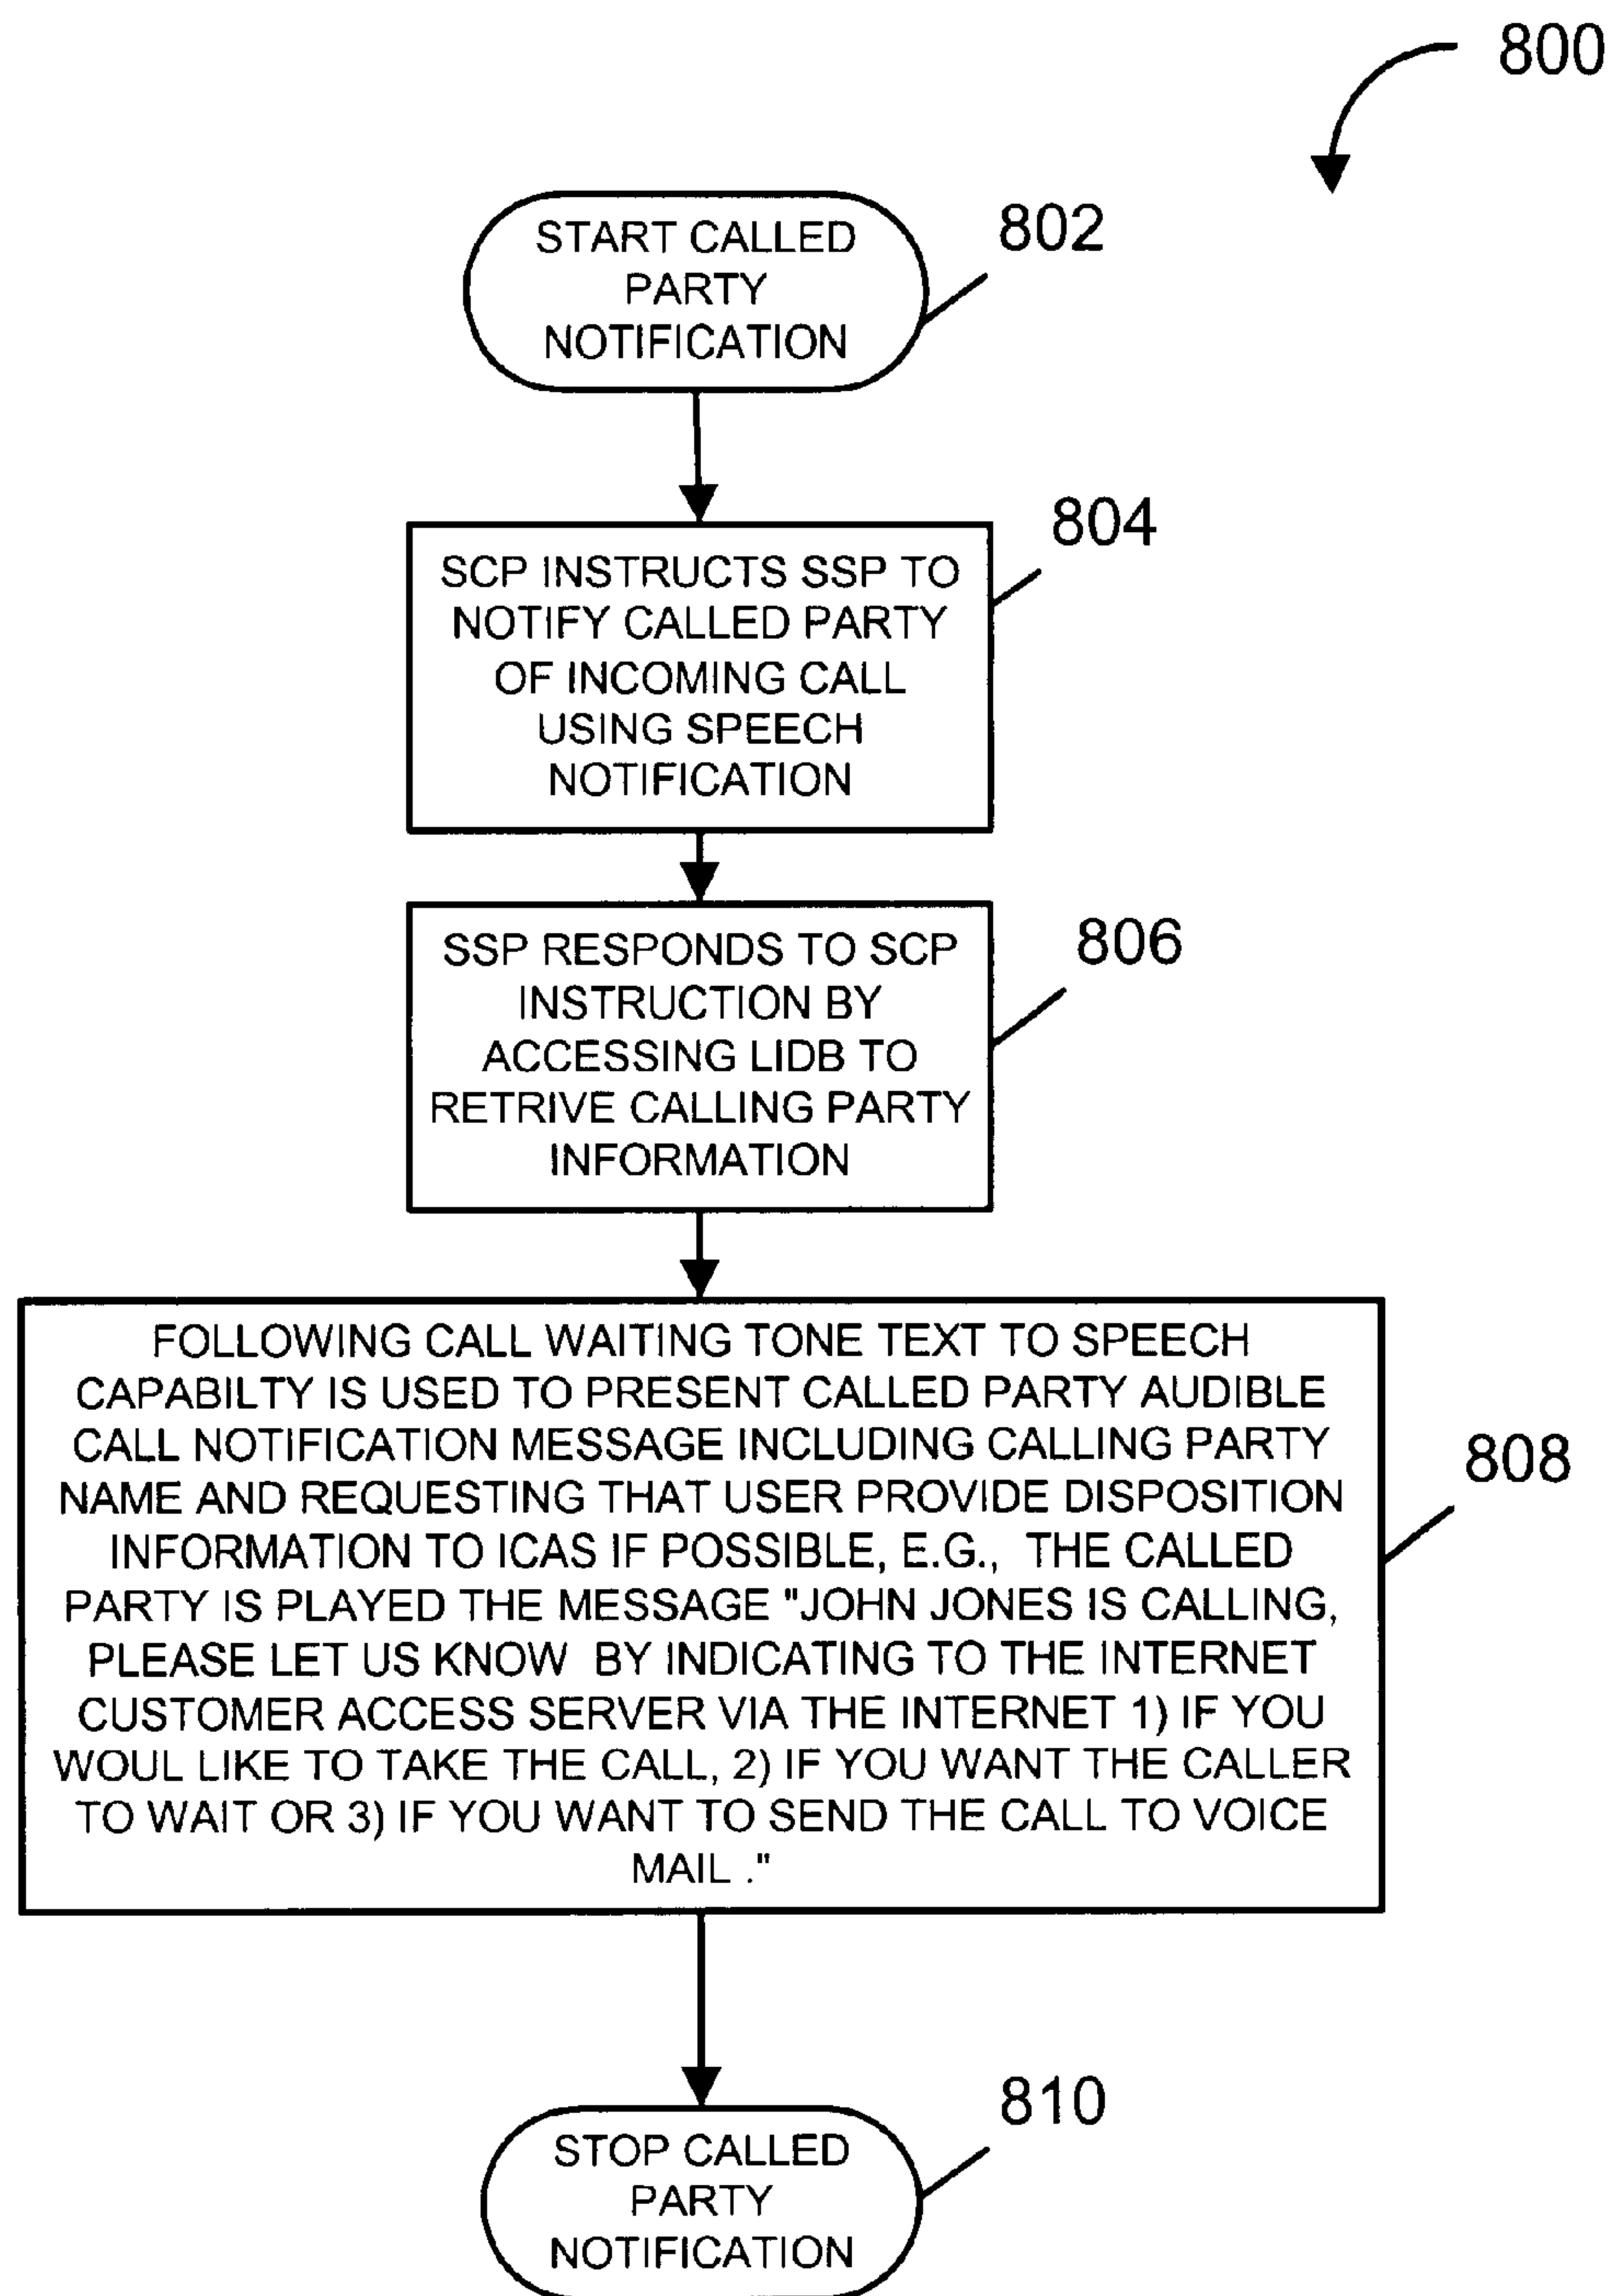 800
START CALLED
PARTY
NOTIFICATION
802
SCP INSTRUCTS SSP TO
NOTIFY CALLED PARTY
OF INCOMING CALL
USING SPEECH
NOTIFICATION
804
SSP RESPONDS TO SCP
INSTRUCTION BY
ACCESSING LIDB TO
RETRIVE CALLING PARTY
INFORMATION
806
FOLLOWING CALL WAITING TONE TEXT TO SPEECH
CAPABILTY IS USED TO PRESENT CALLED PARTY AUDIBLE
CALL NOTIFICATION MESSAGE INCLUDING CALLING PARTY
NAME AND REQUESTING THAT USER PROVIDE DISPOSITION
INFORMATION TO ICAS IF POSSIBLE, E.G., THE CALLED
PARTY IS PLAYED THE MESSAGE "JOHN JONES IS CALLING,
PLEASE LET US KNOW BY INDICATING TO THE INTERNET
CUSTOMER ACCESS SERVER VIA THE INTERNET 1) IF YOU
WOUL LIKE TO TAKE THE CALL, 2) IF YOU WANT THE CALLER
TO WAIT OR 3) IF YOU WANT TO SEND THE CALL TO VOICE
MAIL ."
808
STOP CALLED
PARTY
NOTIFICATION
810